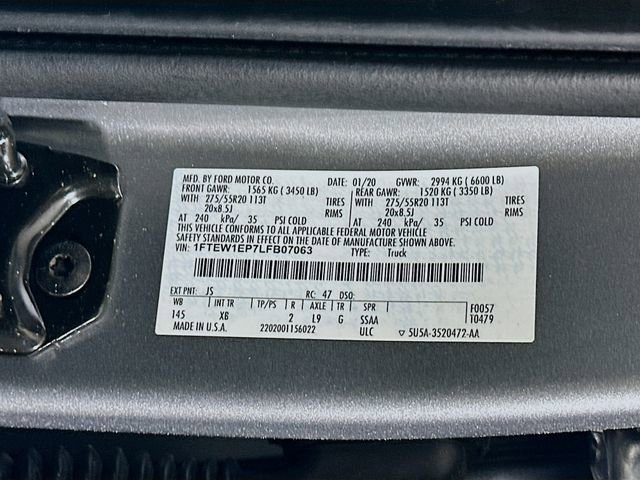 MFD. BY FORD MOTOR CO. DATE: 01/20 GVWR: 2994 KG ( 6600 LB)
FRONT GAWR: 1565 KG ( 3450 LB) REAR GAWR: 1520 KG ( 3350 LB)
WITH 275/55R20 113T TIRES WITH 275/55R20 113T TIRES
20x8.5J RIMS 20x8.5J RIMS
AT 240 kPa/ 35 PSI COLD AT 240 kPa/ 35 PSI COLD
THIS VEHICLE CONFORMS TO ALL APPLICABLE FEDERAL MOTOR VEHICLE
SAFETY STANDARDS IN EFFECT ON THE DATE OF MANUFACTURE SHOWN ABOVE.
VIN: 1FTEW1EP7LFB07063 TYPE: Truck
EXT PNT: JS RC: 47 DSO:
WB INT TR TP/PS R AXLE TR SPR F0057
145 XB 2 L9 G SSAA T0479
MADE IN U.S.A. 2202001156022 ULC 5U5A-3520472-AA